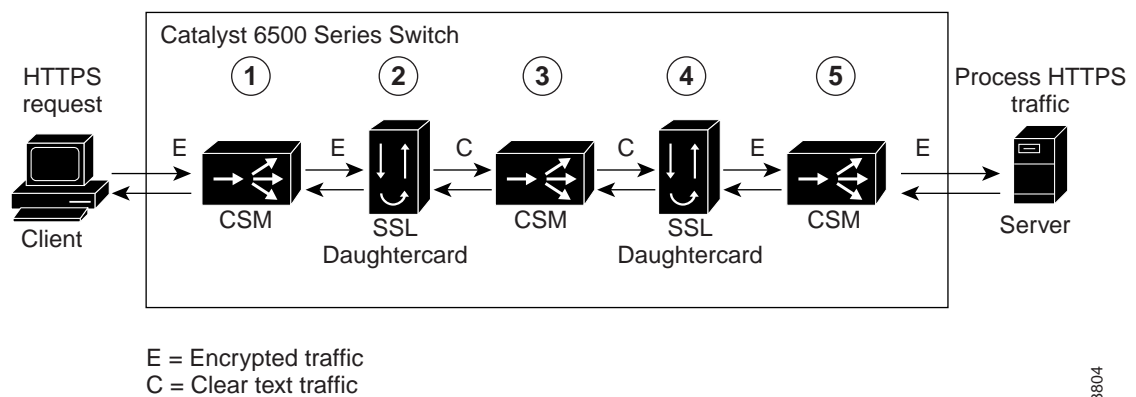 Catalyst 6500 Series Switch
HTTPS
request
1
2
3
4
5
Process HTTPS
traffic
E
E
C
C
E
E
Client
CSM
SSL
Daughtercard
CSM
SSL
Daughtercard
CSM
Server
E = Encrypted traffic
C = Clear text traffic